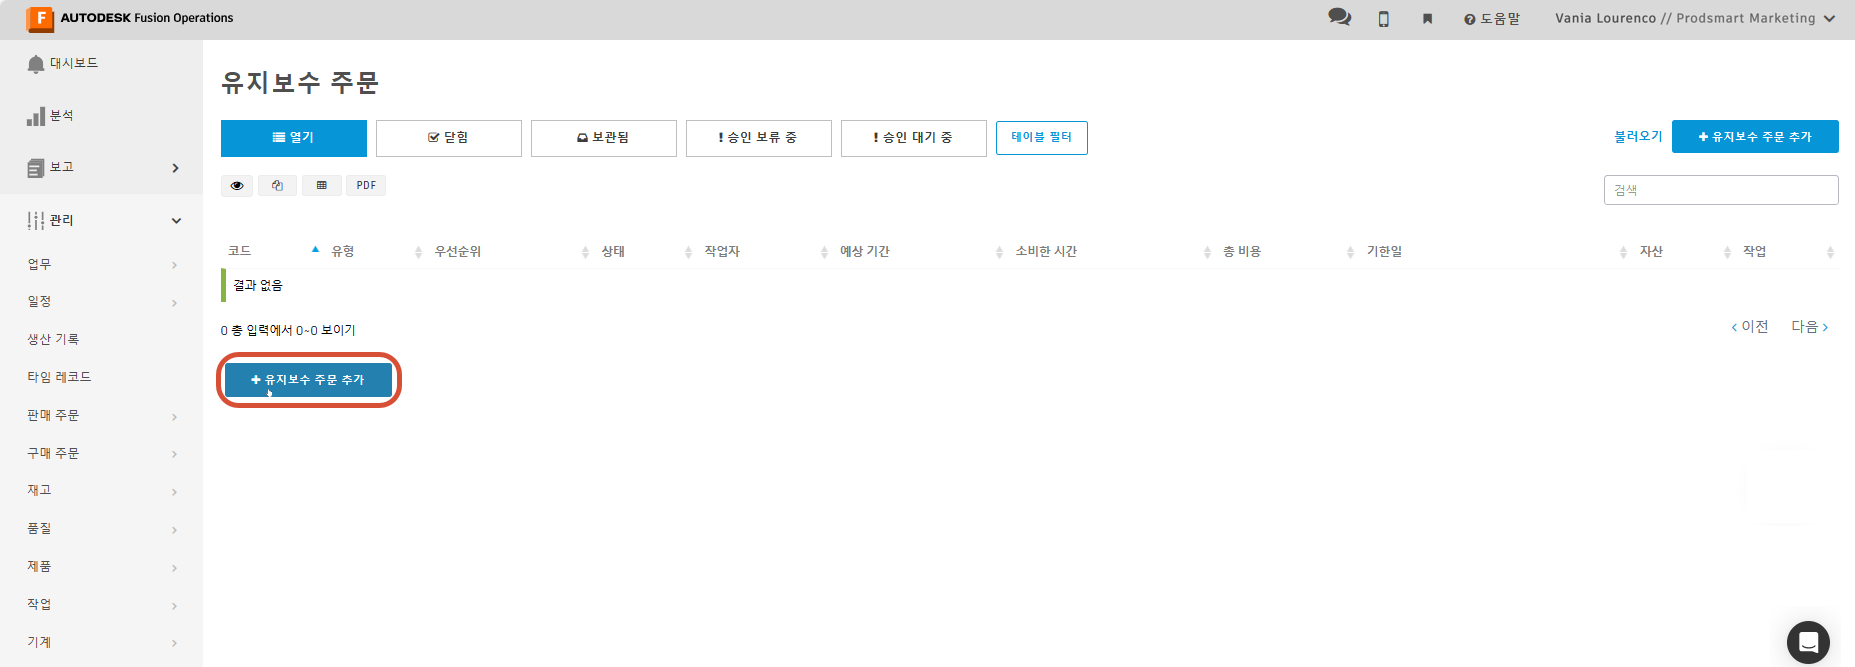 F AUTODESK Fusion Operations
도움말
Vania Lourenco // Prodsmart Marketing
대시보드
분석
보고
관리
업무
일정
생산 기록
타임 레코드
판매 주문
구매 주문
재고
품질
제품
작업
기계
유지보수 주문
열기
닫힘
보관됨
승인 보류 중
승인 대기 중
테이블 필터
불러오기
유지보수 주문 추가
PDF
검색
코드 유형 우선순위 상태 작업자 예상 기간 소비한 시간 총 비용 기한일 자산 작업
결과 없음
0 총 입력에서 0~0 보이기
이전 다음
유지보수 주문 추가